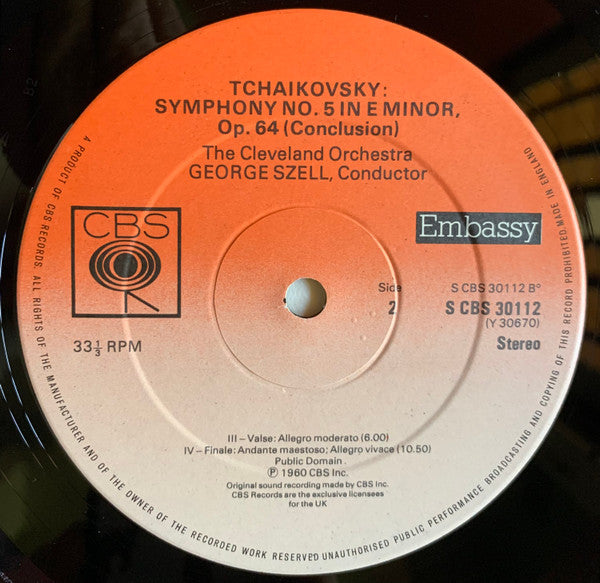 TCHAIKOVSKY:
SYMPHONY NO. 5 IN E MINOR,
Op. 64 (Conclusion)
The Cleveland Orchestra
GEORGE SZELL, Conductor
CBS
Embassy
Side
2
S CBS 30112 B°
S CBS 30112
(Y 30670)
Stereo
33⅓ RPM
III – Valse: Allegro moderato (6.00)
IV – Finale: Andante maestoso; Allegro vivace (10.50)
Public Domain
℗ 1960 CBS Inc.
Original sound recording made by CBS Inc.
CBS Records are the exclusive licensees
for the UK
A PRODUCT OF CBS RECORDS. ALL RIGHTS OF THE MANUFACTURER AND OF THE OWNER OF THE RECORDED WORK RESERVED UNAUTHORISED PUBLIC PERFORMANCE BROADCASTING AND COPYING OF THIS RECORD PROHIBITED. MADE IN ENGLAND